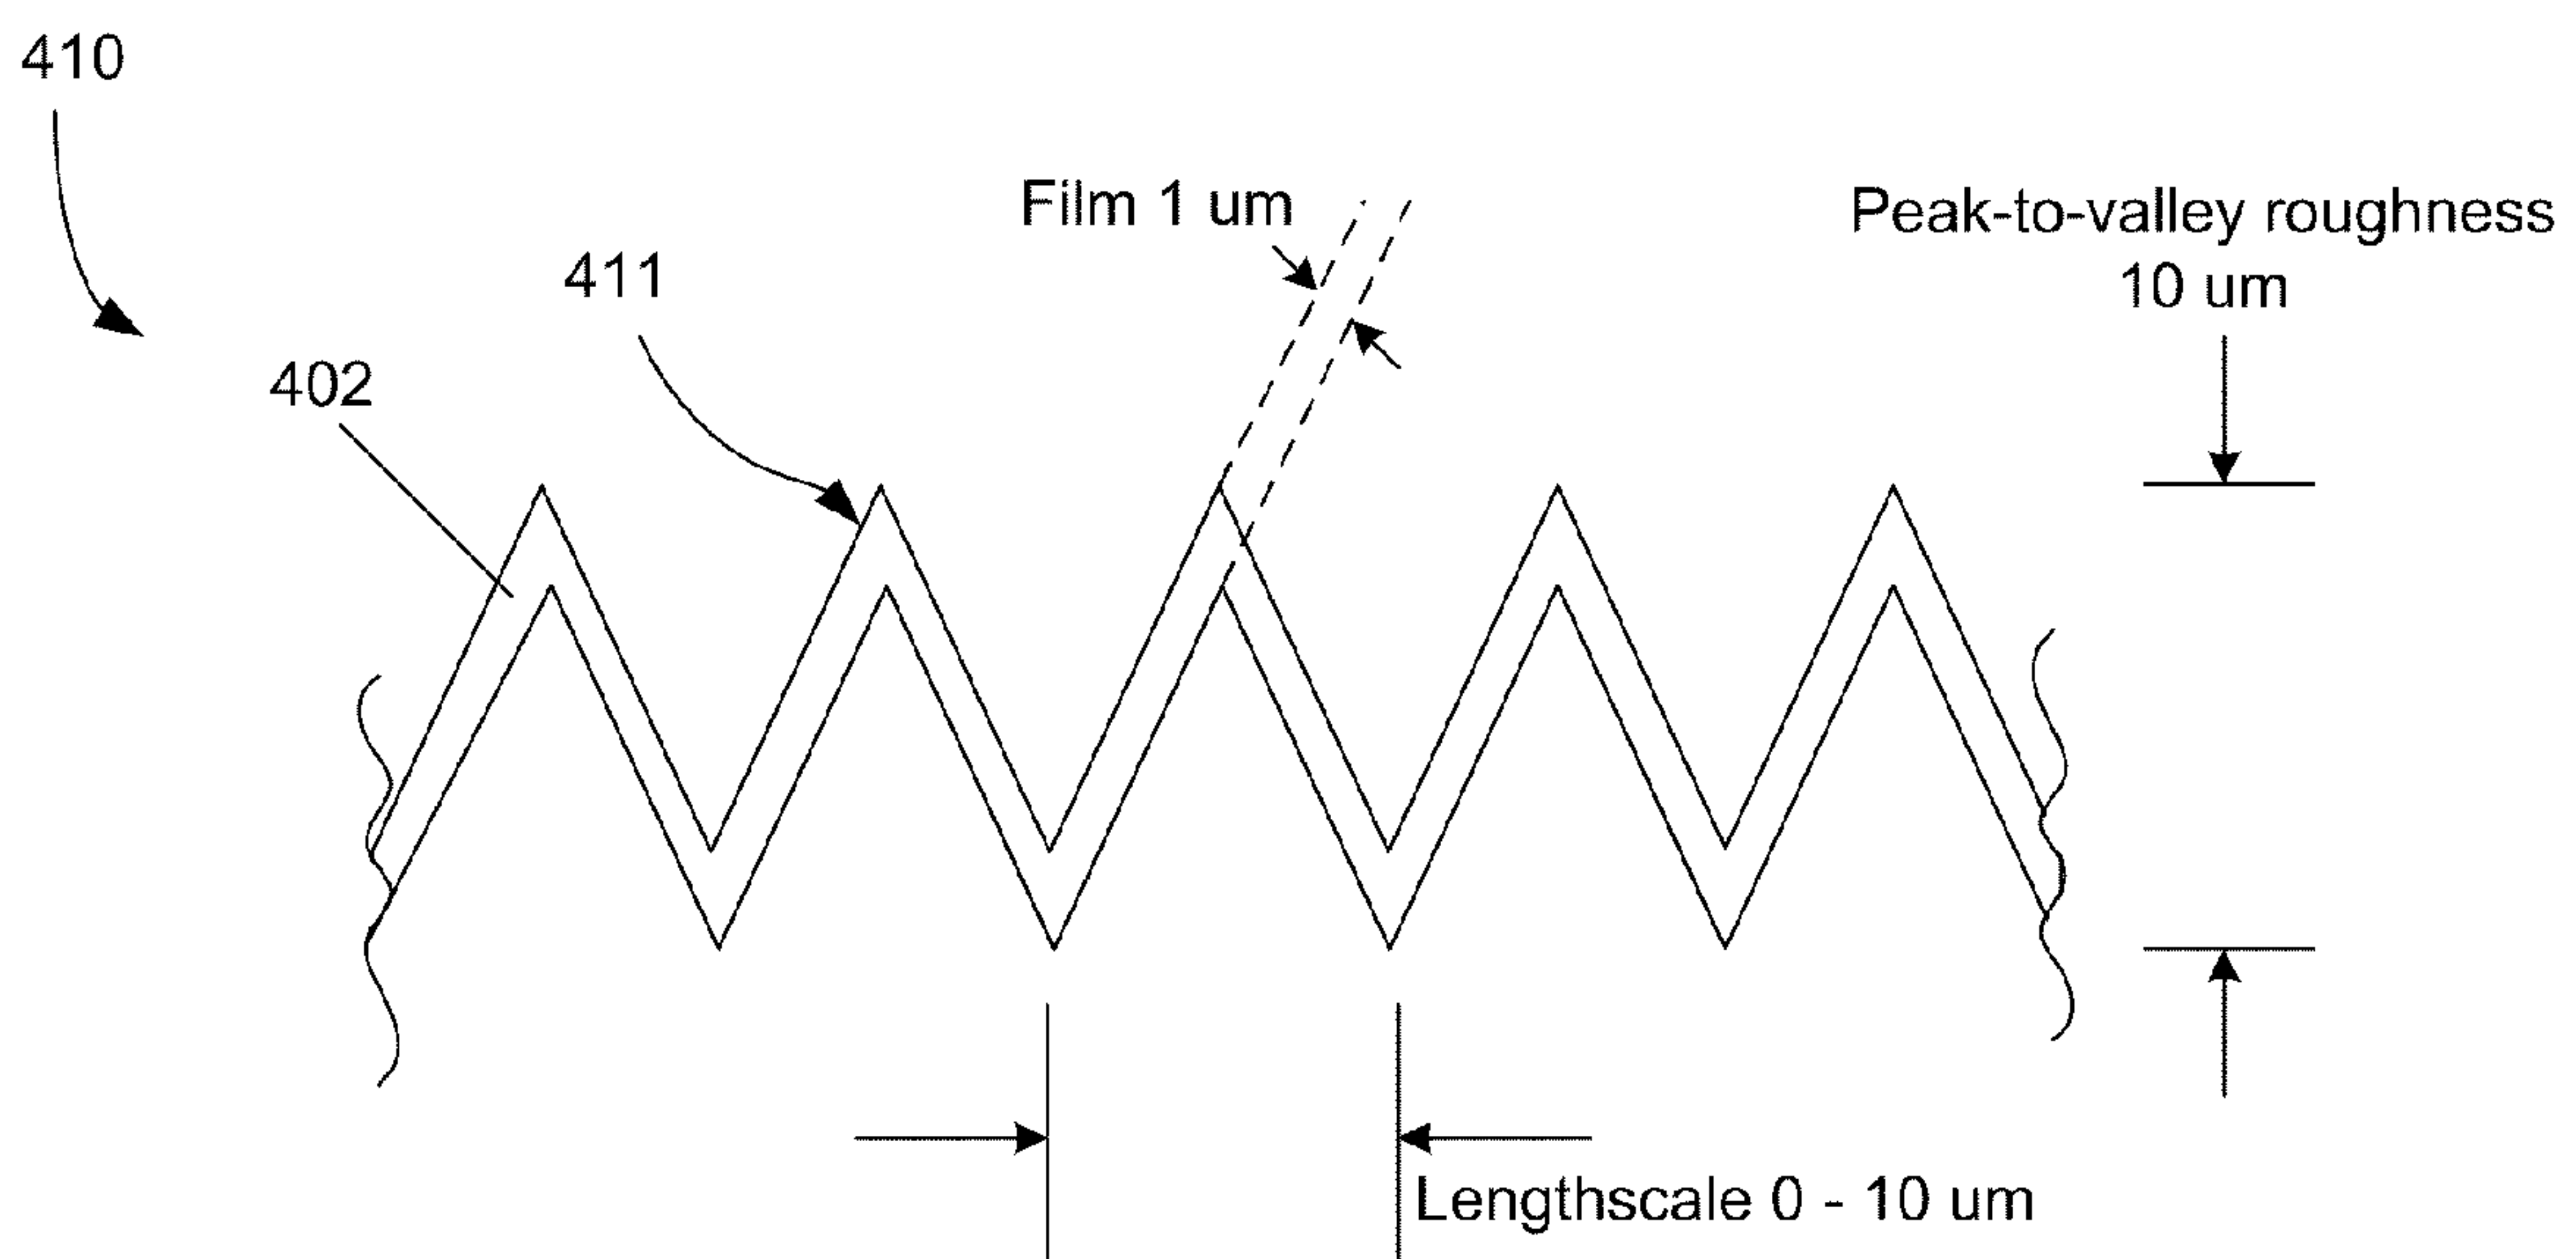 410
Film 1 um
Peak-to-valley roughness
10 um
411
402
Lengthscale 0 - 10 um